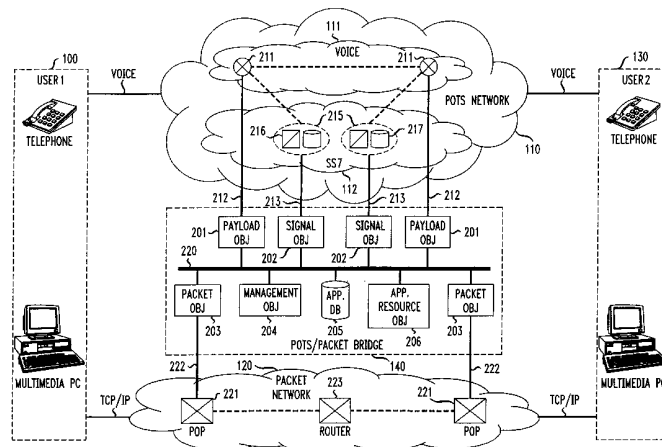 111
100
130
USER 1
211
VOICE
211
USER 2
VOICE
VOICE
POTS NETWORK
TELEPHONE
TELEPHONE
216
215
217
110
SS7
112
212
213
213
212
201
PAYLOAD OBJ
SIGNAL OBJ
SIGNAL OBJ
PAYLOAD OBJ
201
202
202
220
PACKET OBJ
MANAGEMENT OBJ
APP. DB
APP. RESOURCE OBJ
PACKET OBJ
203
204
205
206
203
POTS/PACKET BRIDGE
222
120
140
222
MULTIMEDIA PC
MULTIMEDIA PC
PACKET NETWORK
TCP/IP
221
223
221
TCP/IP
POP
ROUTER
POP